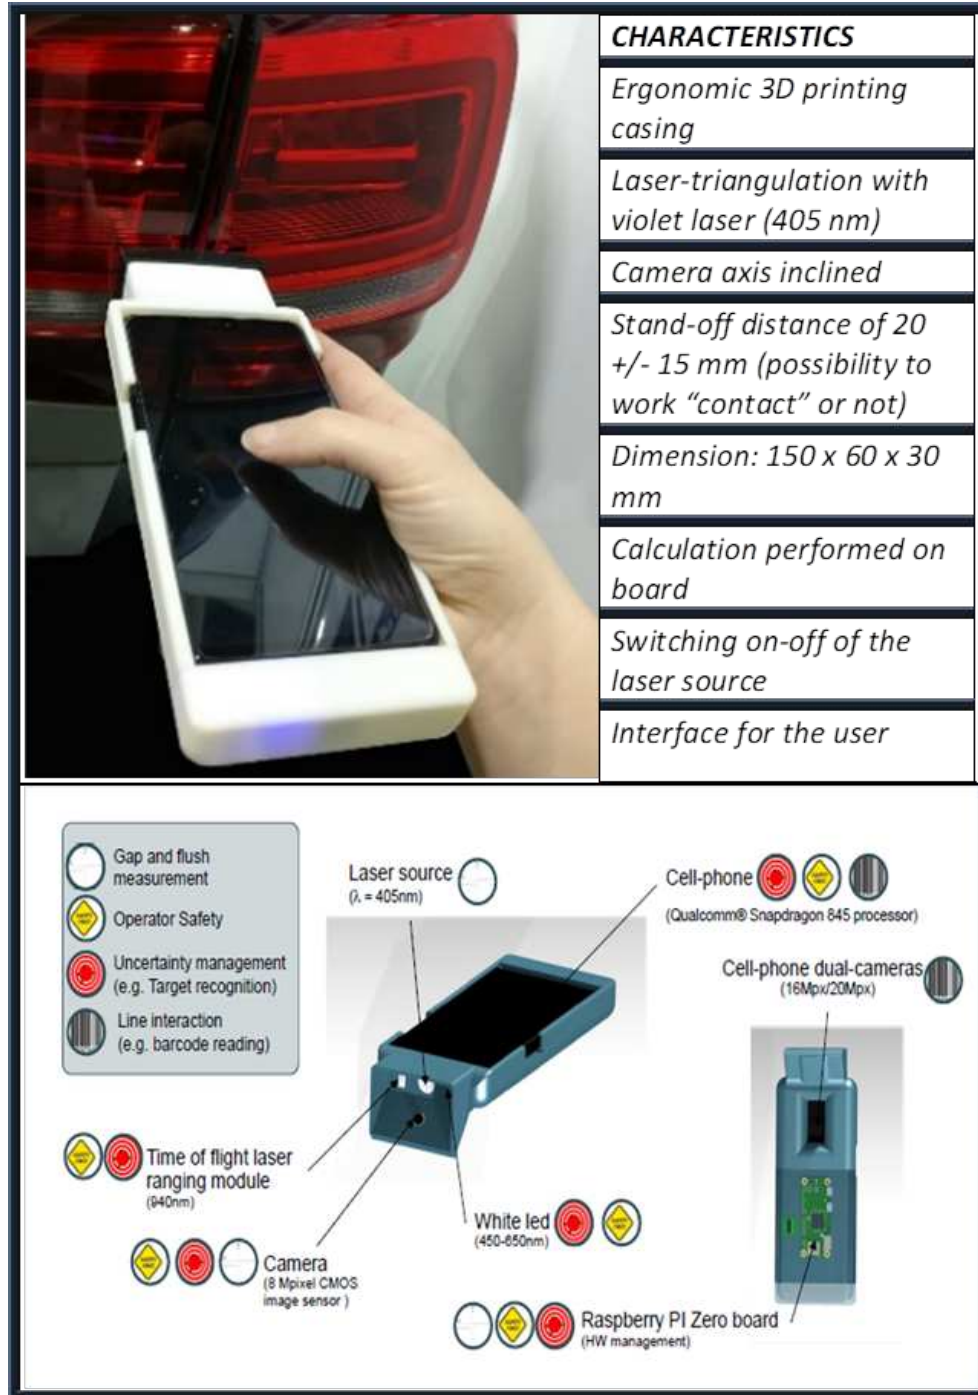 CHARACTERISTICS
Ergonomic 3D printing
casing
Laser-triangulation with
violet laser (405 nm)
Camera axis inclined
Stand-off distance of 20
+/- 15 mm (possibility to
work “contact” or not)
Dimension: 150 x 60 x 30
mm
Calculation performed on
board
Switching on-off of the
laser source
Interface for the user
Gap and flush
measurement
Operator Safety
Uncertainty management
(e.g. Target recognition)
Line interaction
(e.g. barcode reading)
Laser source
(λ = 405nm)
Cell-phone
(Qualcomm® Snapdragon 845 processor)
Cell-phone dual-cameras
(16Mpx/20Mpx)
Time of flight laser
ranging module
(940nm)
White led
(450-650nm)
Camera
(8 Mpixel CMOS
image sensor )
Raspberry PI Zero board
(HW management)